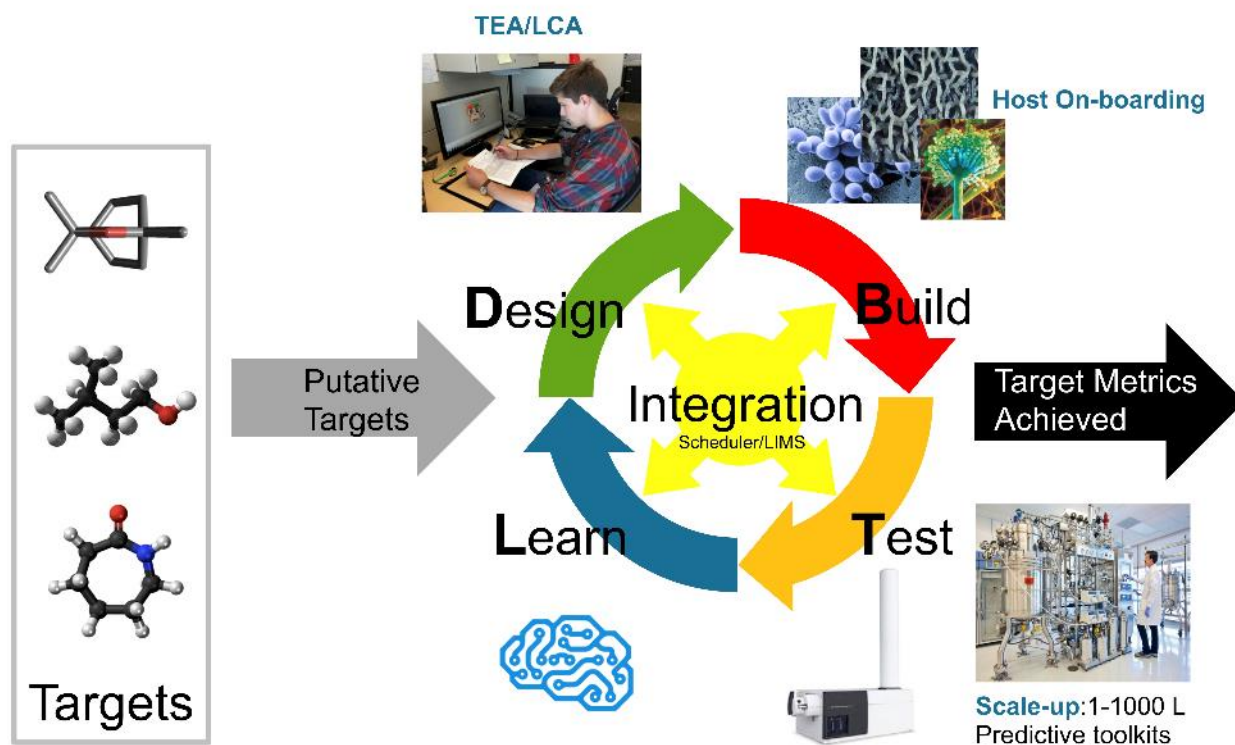 TEA/LCA
Host On-boarding
Design
Build
Putative
Targets
Integration
Scheduler/LIMS
Target Metrics
Achieved
Learn
Test
Targets
Scale-up:1-1000 L
Predictive toolkits